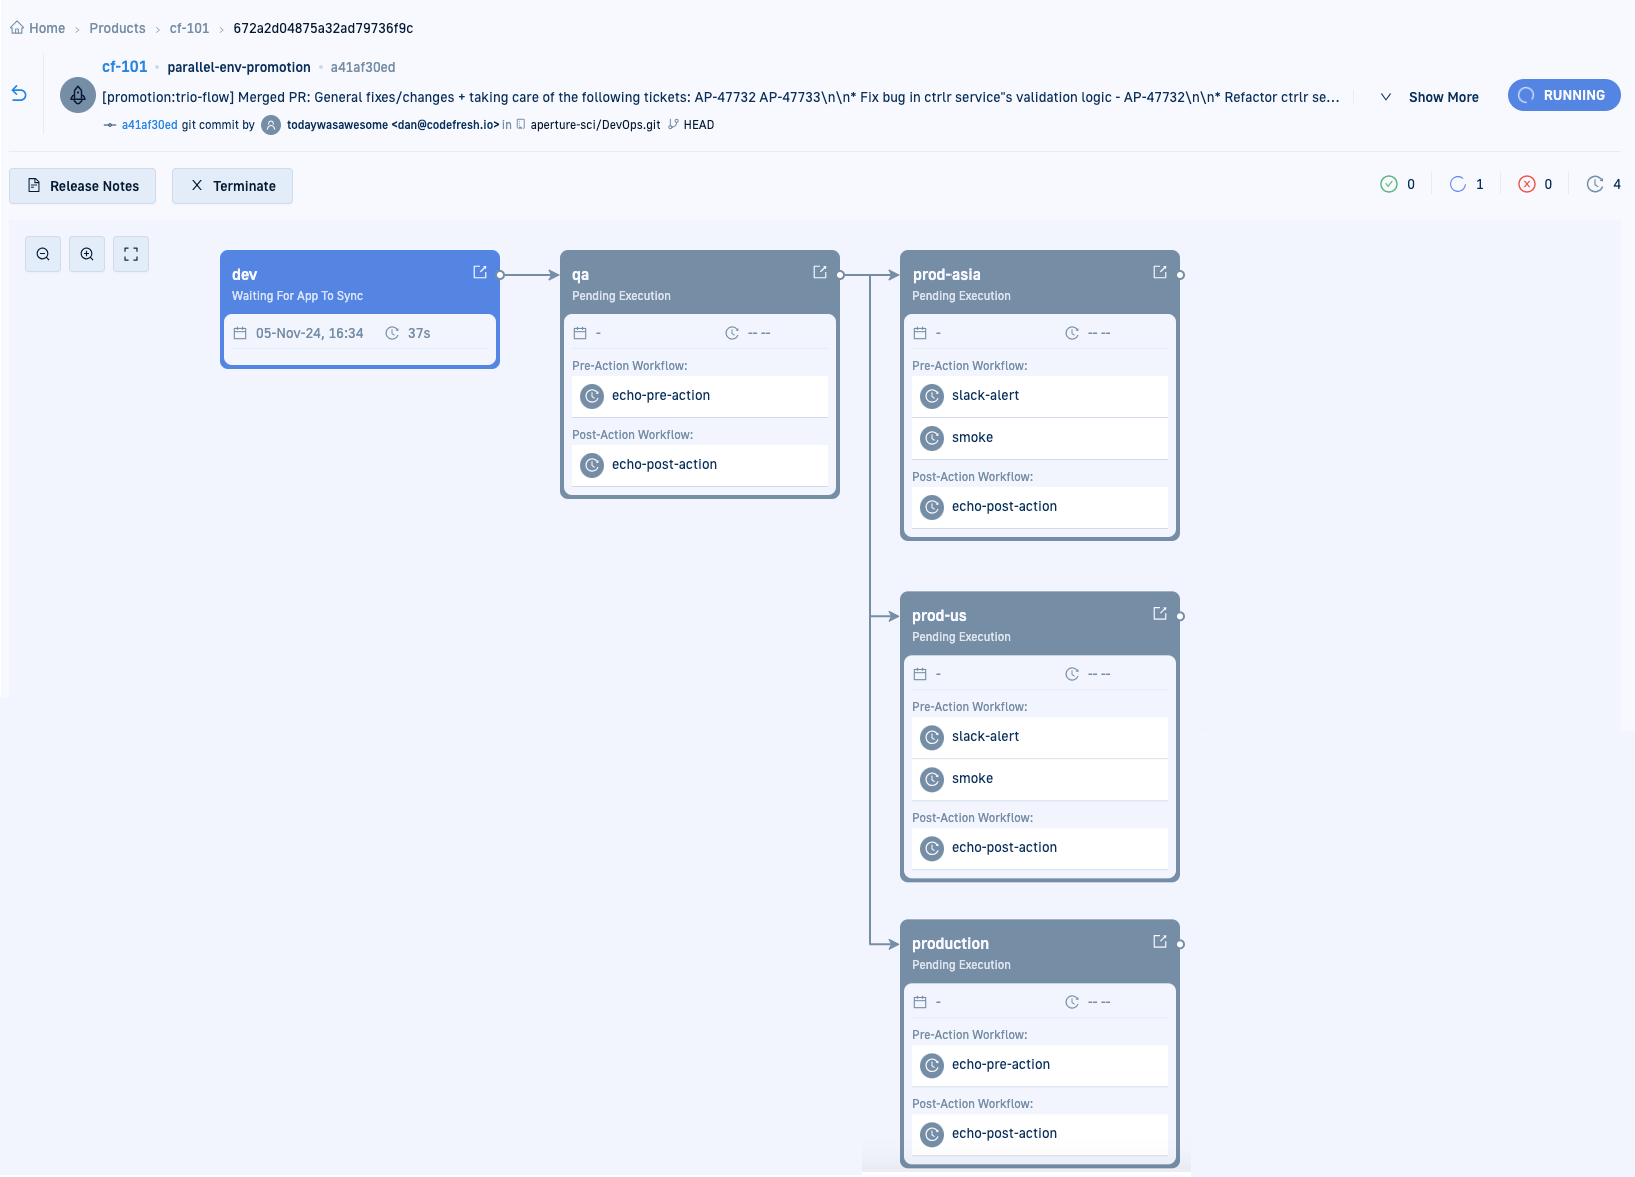 Home › Products › cf-101 › 672a2d04875a32ad79736f9c
cf-101 • parallel-env-promotion • a41af30ed
[promotion:trio-flow] Merged PR: General fixes/changes + taking care of the following tickets: AP-47732 AP-47733\n\n* Fix bug in ctrlr service"s validation logic - AP-47732\n\n* Refactor ctrlr se...
Show More
RUNNING
a41af30ed git commit by todaywasawesome <dan@codefresh.io> in aperture-sci/DevOps.git HEAD
Release Notes
Terminate
0
1
0
4
dev
Waiting For App To Sync
05-Nov-24, 16:34 37s
qa
Pending Execution
- -- --
Pre-Action Workflow:
echo-pre-action
Post-Action Workflow:
echo-post-action
prod-asia
Pending Execution
- -- --
Pre-Action Workflow:
slack-alert
smoke
Post-Action Workflow:
echo-post-action
prod-us
Pending Execution
- -- --
Pre-Action Workflow:
slack-alert
smoke
Post-Action Workflow:
echo-post-action
production
Pending Execution
- -- --
Pre-Action Workflow:
echo-pre-action
Post-Action Workflow:
echo-post-action